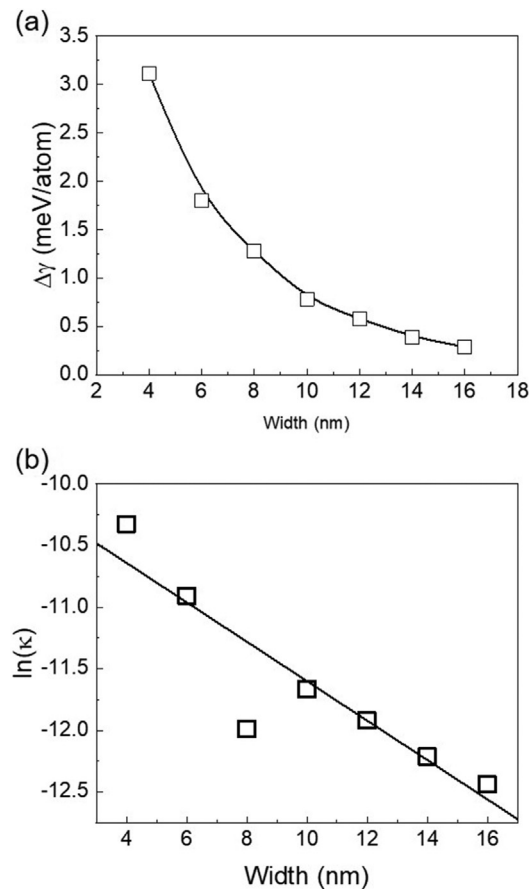 (a)
3.5
3.0
2.5
2.0
1.5
1.0
0.5
0.0
Δγ (meV/atom)
2 4 6 8 10 12 14 16 18
Width (nm)
(b)
-10.0
-10.5
-11.0
-11.5
-12.0
-12.5
ln(κ)
4 6 8 10 12 14 16
Width (nm)